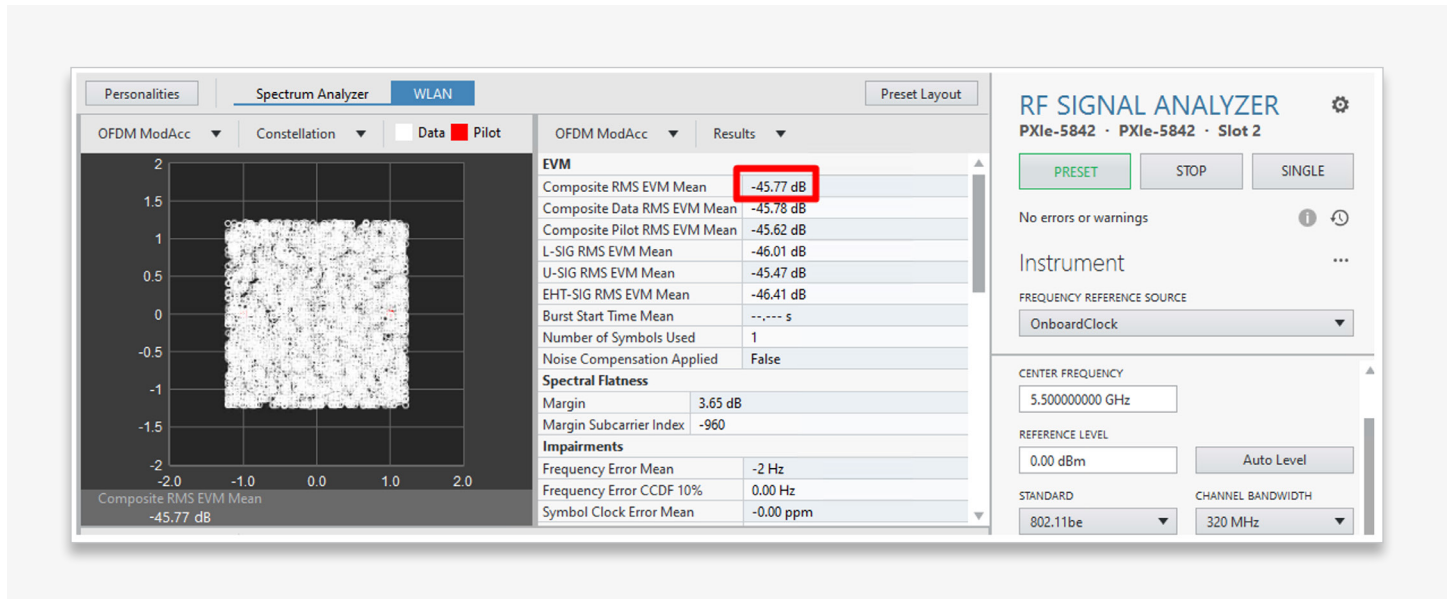 Personalities
Spectrum Analyzer
WLAN
Preset Layout
OFDM ModAcc
Constellation
Data
Pilot
2
1.5
1
0.5
0
-0.5
-1
-1.5
-2
-2.0 -1.0 0.0 1.0 2.0
Composite RMS EVM Mean
-45.77 dB
OFDM ModAcc
Results
EVM
Composite RMS EVM Mean -45.77 dB
Composite Data RMS EVM Mean -45.78 dB
Composite Pilot RMS EVM Mean -45.62 dB
L-SIG RMS EVM Mean -46.01 dB
U-SIG RMS EVM Mean -45.47 dB
EHT-SIG RMS EVM Mean -46.41 dB
Burst Start Time Mean --.--- s
Number of Symbols Used 1
Noise Compensation Applied False
Spectral Flatness
Margin 3.65 dB
Margin Subcarrier Index -960
Impairments
Frequency Error Mean -2 Hz
Frequency Error CCDF 10% 0.00 Hz
Symbol Clock Error Mean -0.00 ppm
RF SIGNAL ANALYZER
PXIe-5842 · PXIe-5842 · Slot 2
PRESET
STOP
SINGLE
No errors or warnings
Instrument
FREQUENCY REFERENCE SOURCE
OnboardClock
CENTER FREQUENCY
5.500000000 GHz
REFERENCE LEVEL
0.00 dBm
Auto Level
STANDARD
CHANNEL BANDWIDTH
802.11be
320 MHz